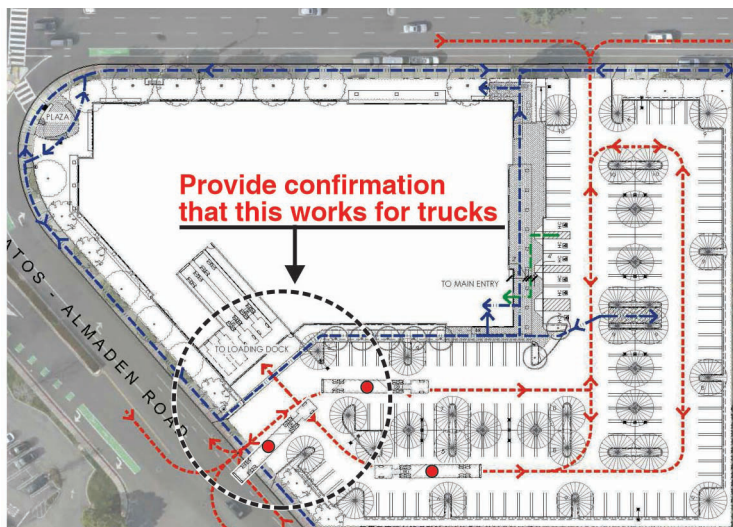 PLAZA
Provide confirmation
that this works for trucks
TO MAIN ENTRY
TO LOADING DOCK
ATOS - ALMADEN ROAD